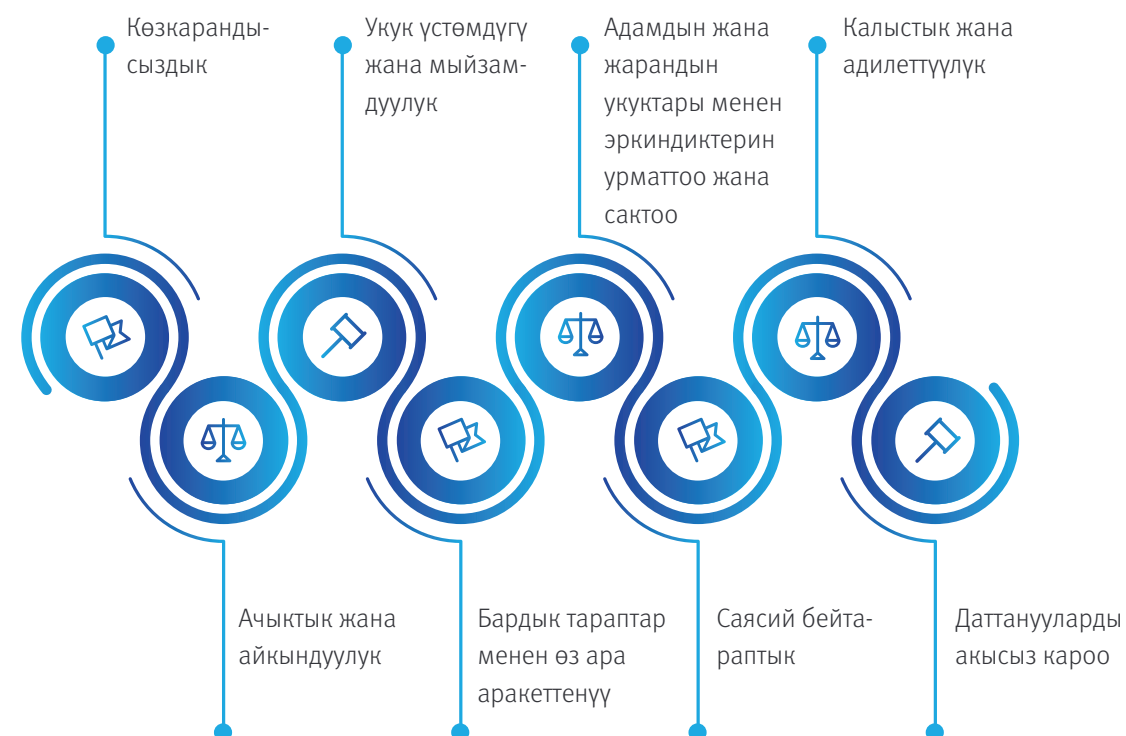 Көзкаранды-
сыздык
Укук үстөмдүгү
жана мыйзам-
дуулук
Адамдын жана
жарандын
укуктары менен
эркиндиктерин
урматтоо жана
сактоо
Калыстык жана
адилеттүүлүк
Ачыктык жана
айкындуулук
Бардык тараптар
менен өз ара
аракеттенүү
Саясий бейта-
раптык
Даттанууларды
акысыз кароо